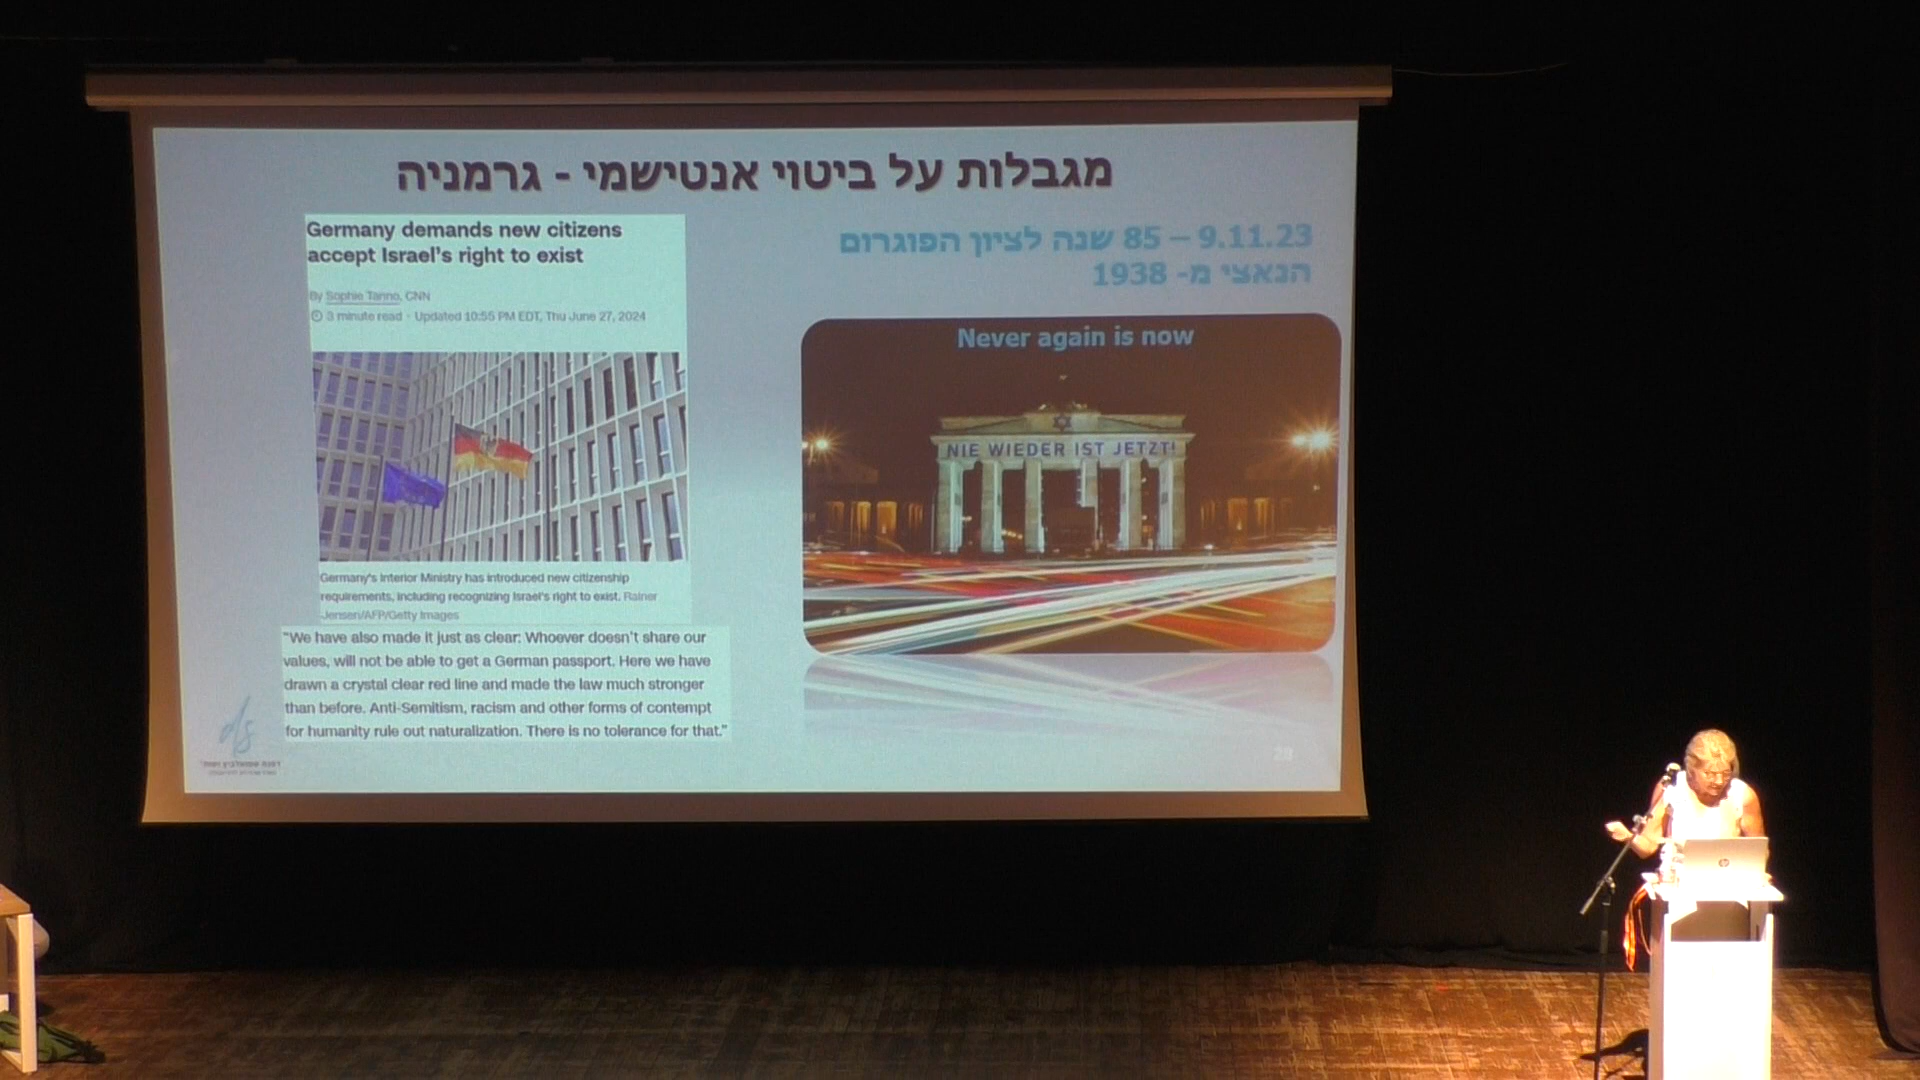 מגבלות על ביטוי אנטישמי - גרמניה
9.11.23 – 85 שנה לציון הפוגרום
הנאצי מ- 1938
Never again is now
NIE WIEDER IST JETZT!
Germany demands new citizens
accept Israel's right to exist
By Sophie Tanno, CNN
3 minute read · Updated 10:55 PM EDT, Thu June 27, 2024
Germany's Interior Ministry has introduced new citizenship
requirements, including recognizing Israel's right to exist. Rainer
Jensen/AFP/Getty Images
"We have also made it just as clear: Whoever doesn't share our
values, will not be able to get a German passport. Here we have
drawn a crystal clear red line and made the law much stronger
than before. Anti-Semitism, racism and other forms of contempt
for humanity rule out naturalization. There is no tolerance for that."
ds
hp